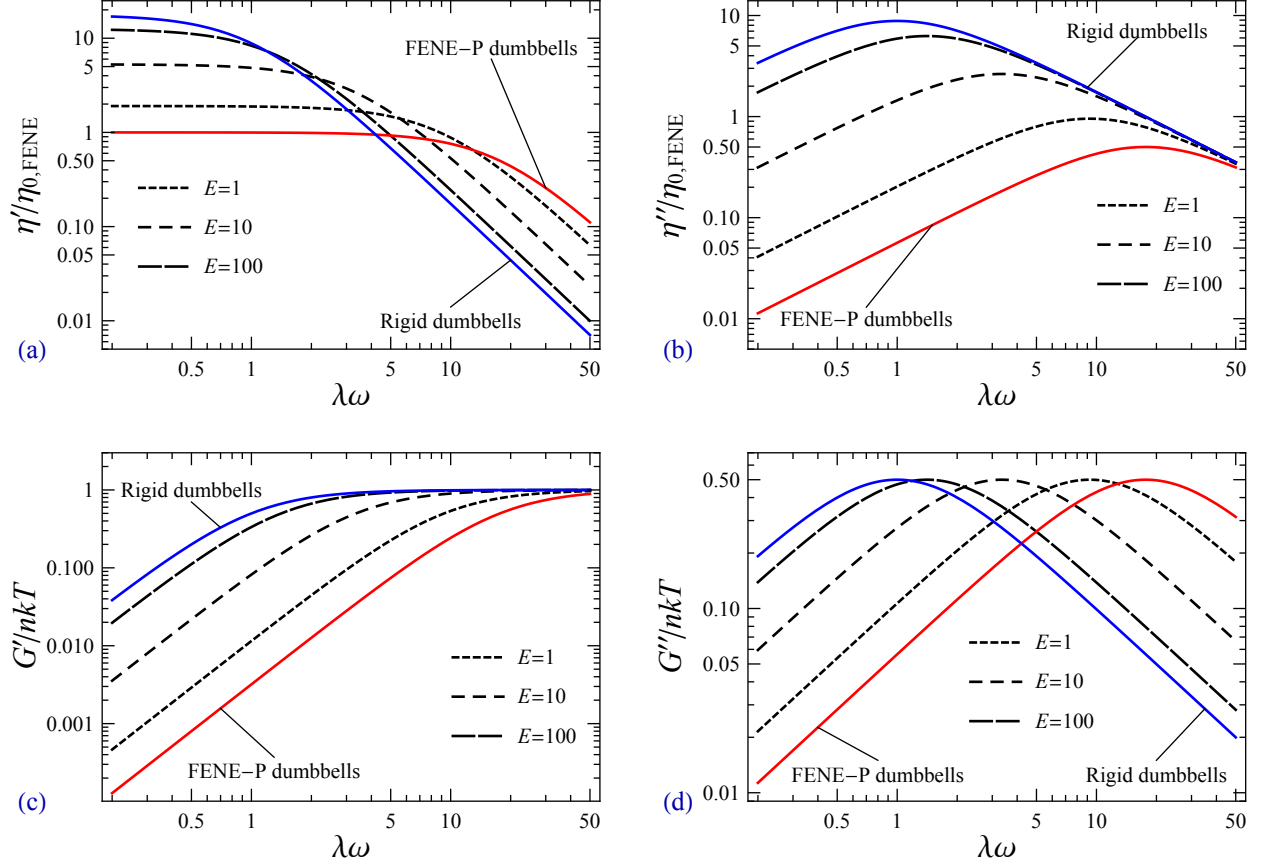 η′/η0,FENE
10
5
1
0.50
0.10
0.05
0.01
FENE−P dumbbells
E=1
E=10
E=100
Rigid dumbbells
0.5 1 5 10 50
λω
(a)
η′′/η0,FENE
10
5
1
0.50
0.10
0.05
0.01
Rigid dumbbells
E=1
E=10
E=100
FENE−P dumbbells
0.5 1 5 10 50
λω
(b)
G′/nkT
1
0.100
0.010
0.001
Rigid dumbbells
E=1
E=10
E=100
FENE−P dumbbells
0.5 1 5 10 50
λω
(c)
G′′/nkT
0.50
0.10
0.05
0.01
E=1
E=10
E=100
FENE−P dumbbells
Rigid dumbbells
0.5 1 5 10 50
λω
(d)